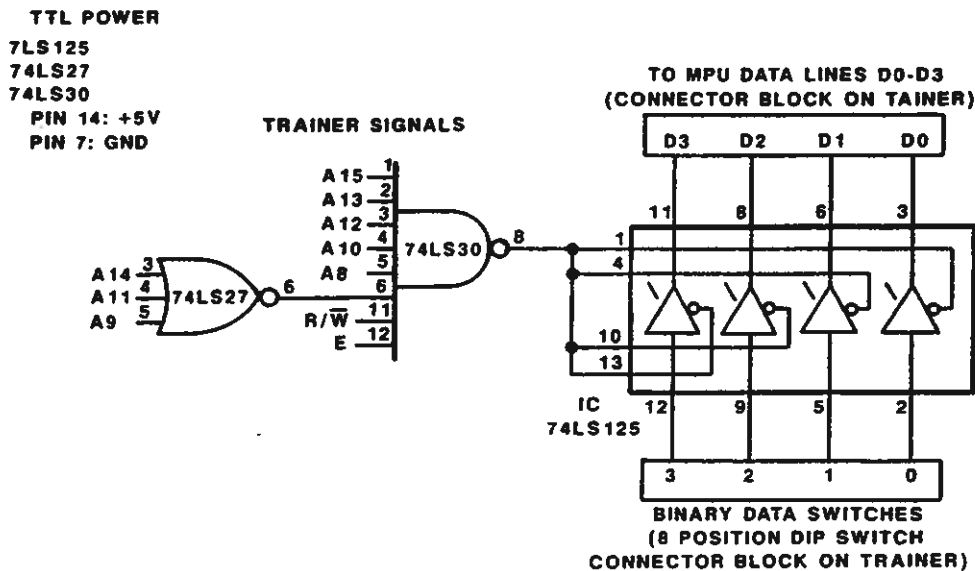 TTL POWER
7LS125
74LS27
74LS30
PIN 14: +5V
PIN 7: GND
TRAINER SIGNALS
TO MPU DATA LINES D0-D3
(CONNECTOR BLOCK ON TAINER)
D3 D2 D1 D0
11 8 6 3
A15 1
A13 2
A12 3
A10 4
A8 5
6
R/W̅ 11
E 12
74LS30
8
A14 3
A11 4
A9 5
74LS27
6
1
4
10
13
IC
74LS125
12 9 5 2
3 2 1 0
BINARY DATA SWITCHES
(8 POSITION DIP SWITCH
CONNECTOR BLOCK ON TRAINER)